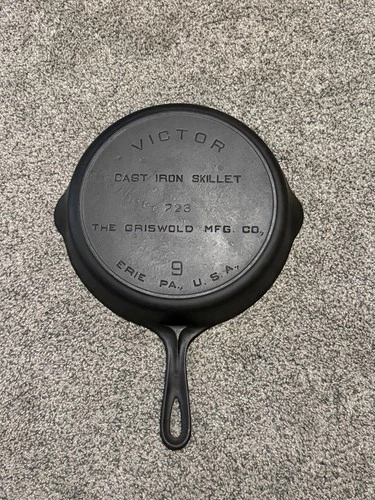 VICTOR
CAST IRON SKILLET
723
THE GRISWOLD MFG. CO.,
9
ERIE PA., U.S.A.,